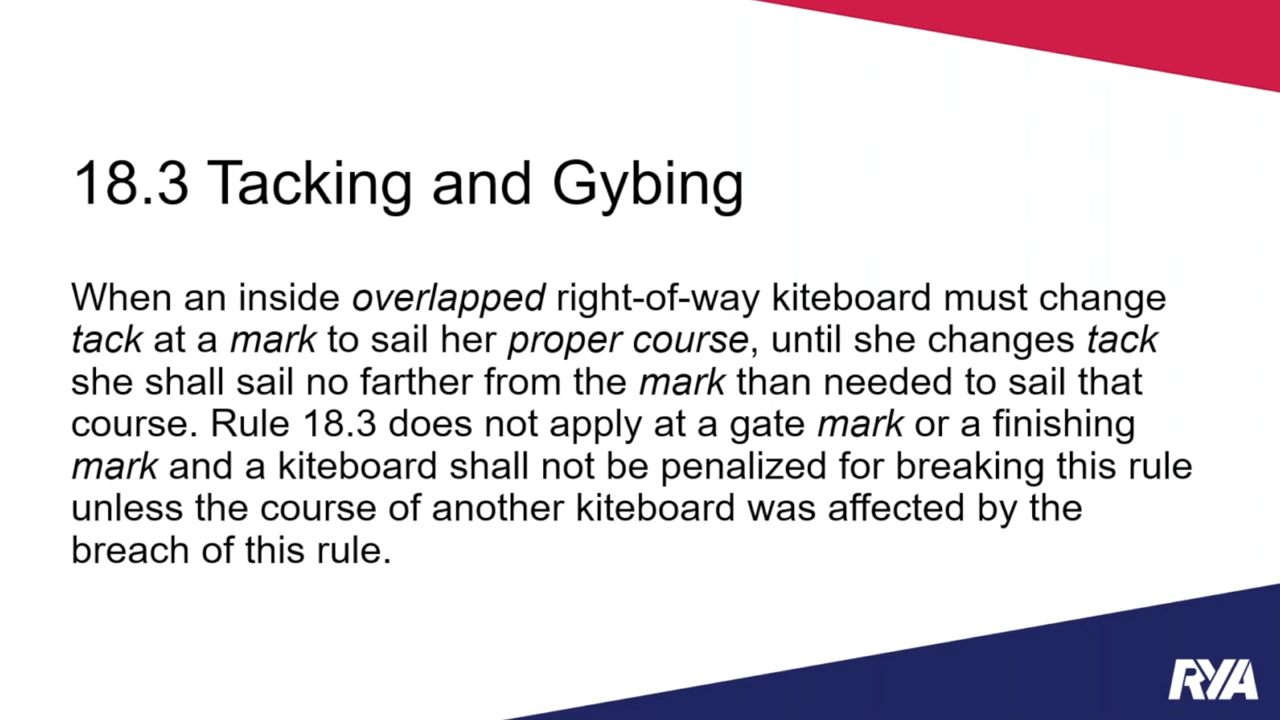 18.3 Tacking and Gybing
When an inside overlapped right-of-way kiteboard must change
tack at a mark to sail her proper course, until she changes tack
she shall sail no farther from the mark than needed to sail that
course. Rule 18.3 does not apply at a gate mark or a finishing
mark and a kiteboard shall not be penalized for breaking this rule
unless the course of another kiteboard was affected by the
breach of this rule.
RYA